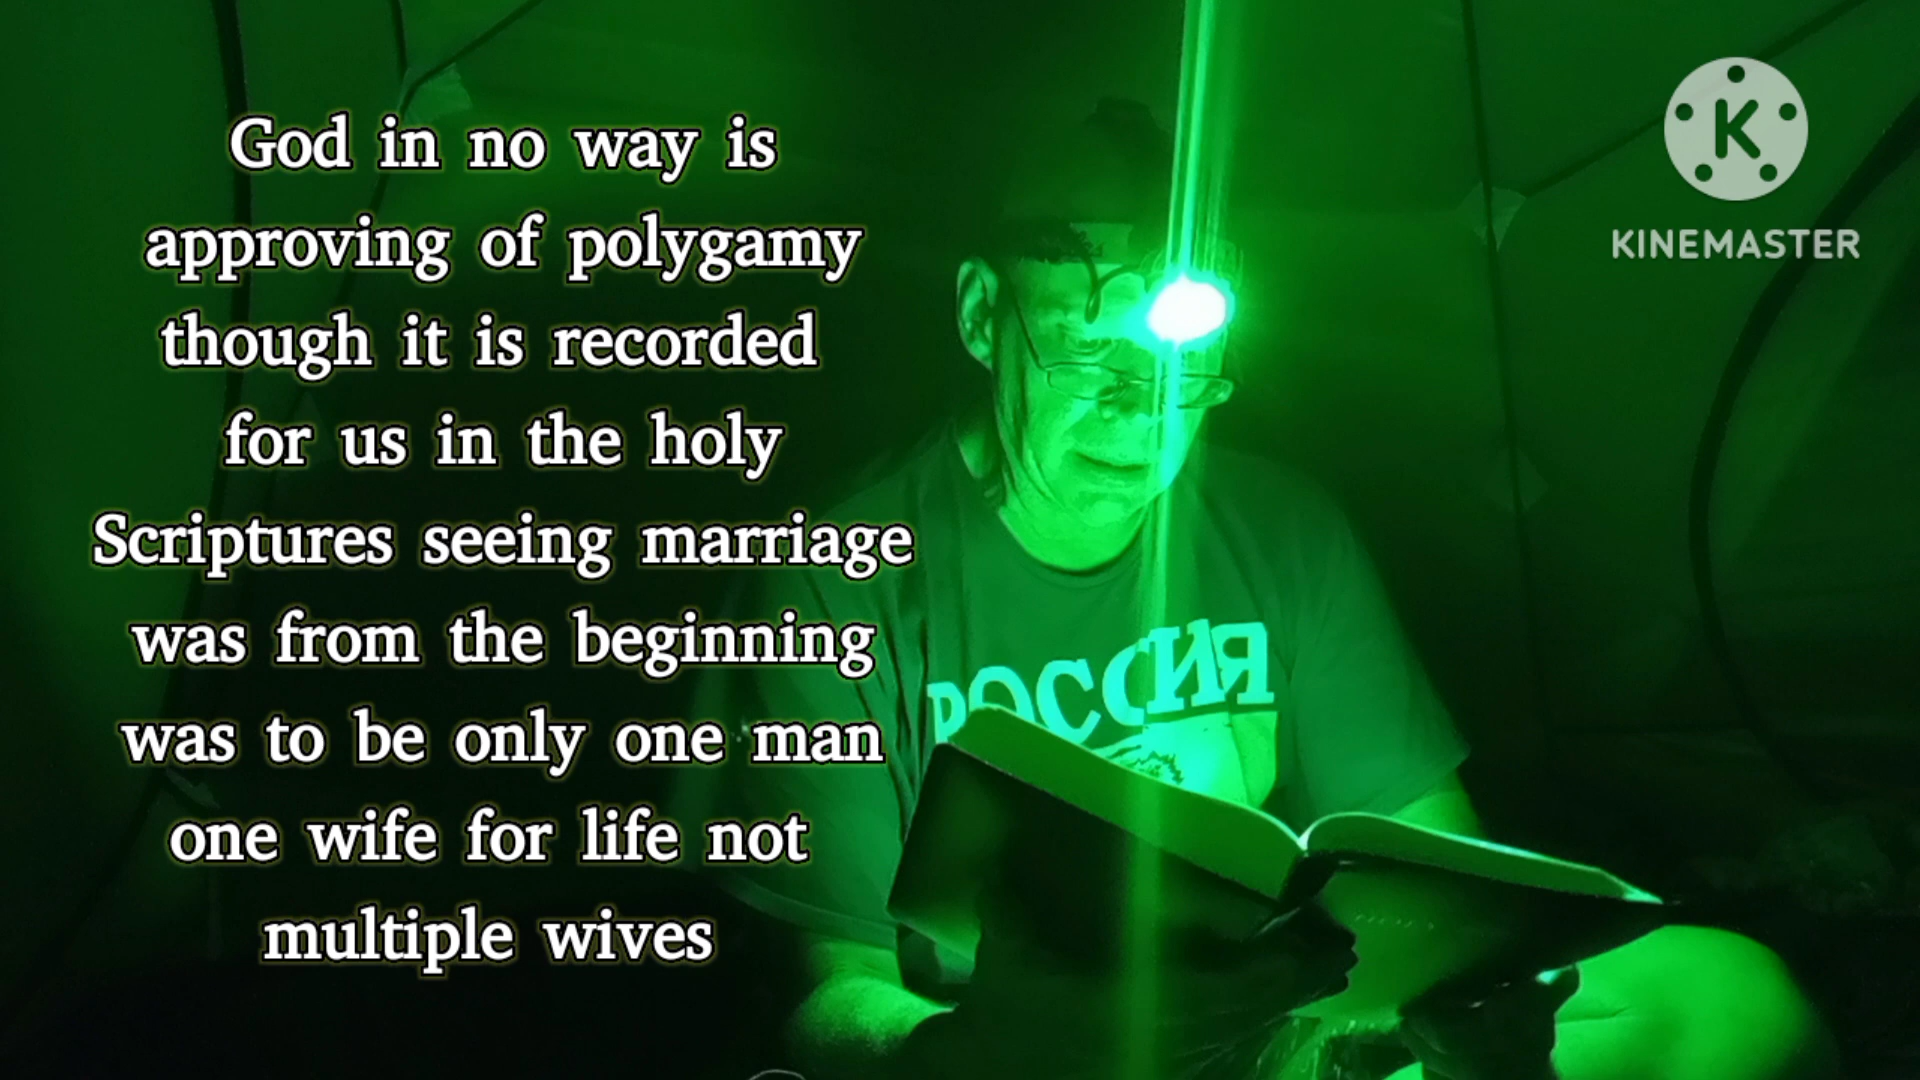 God in no way is
approving of polygamy
though it is recorded
for us in the holy
Scriptures seeing marriage
was from the beginning
was to be only one man
one wife for life not
multiple wives
РОССИЯ
K
KINEMASTER